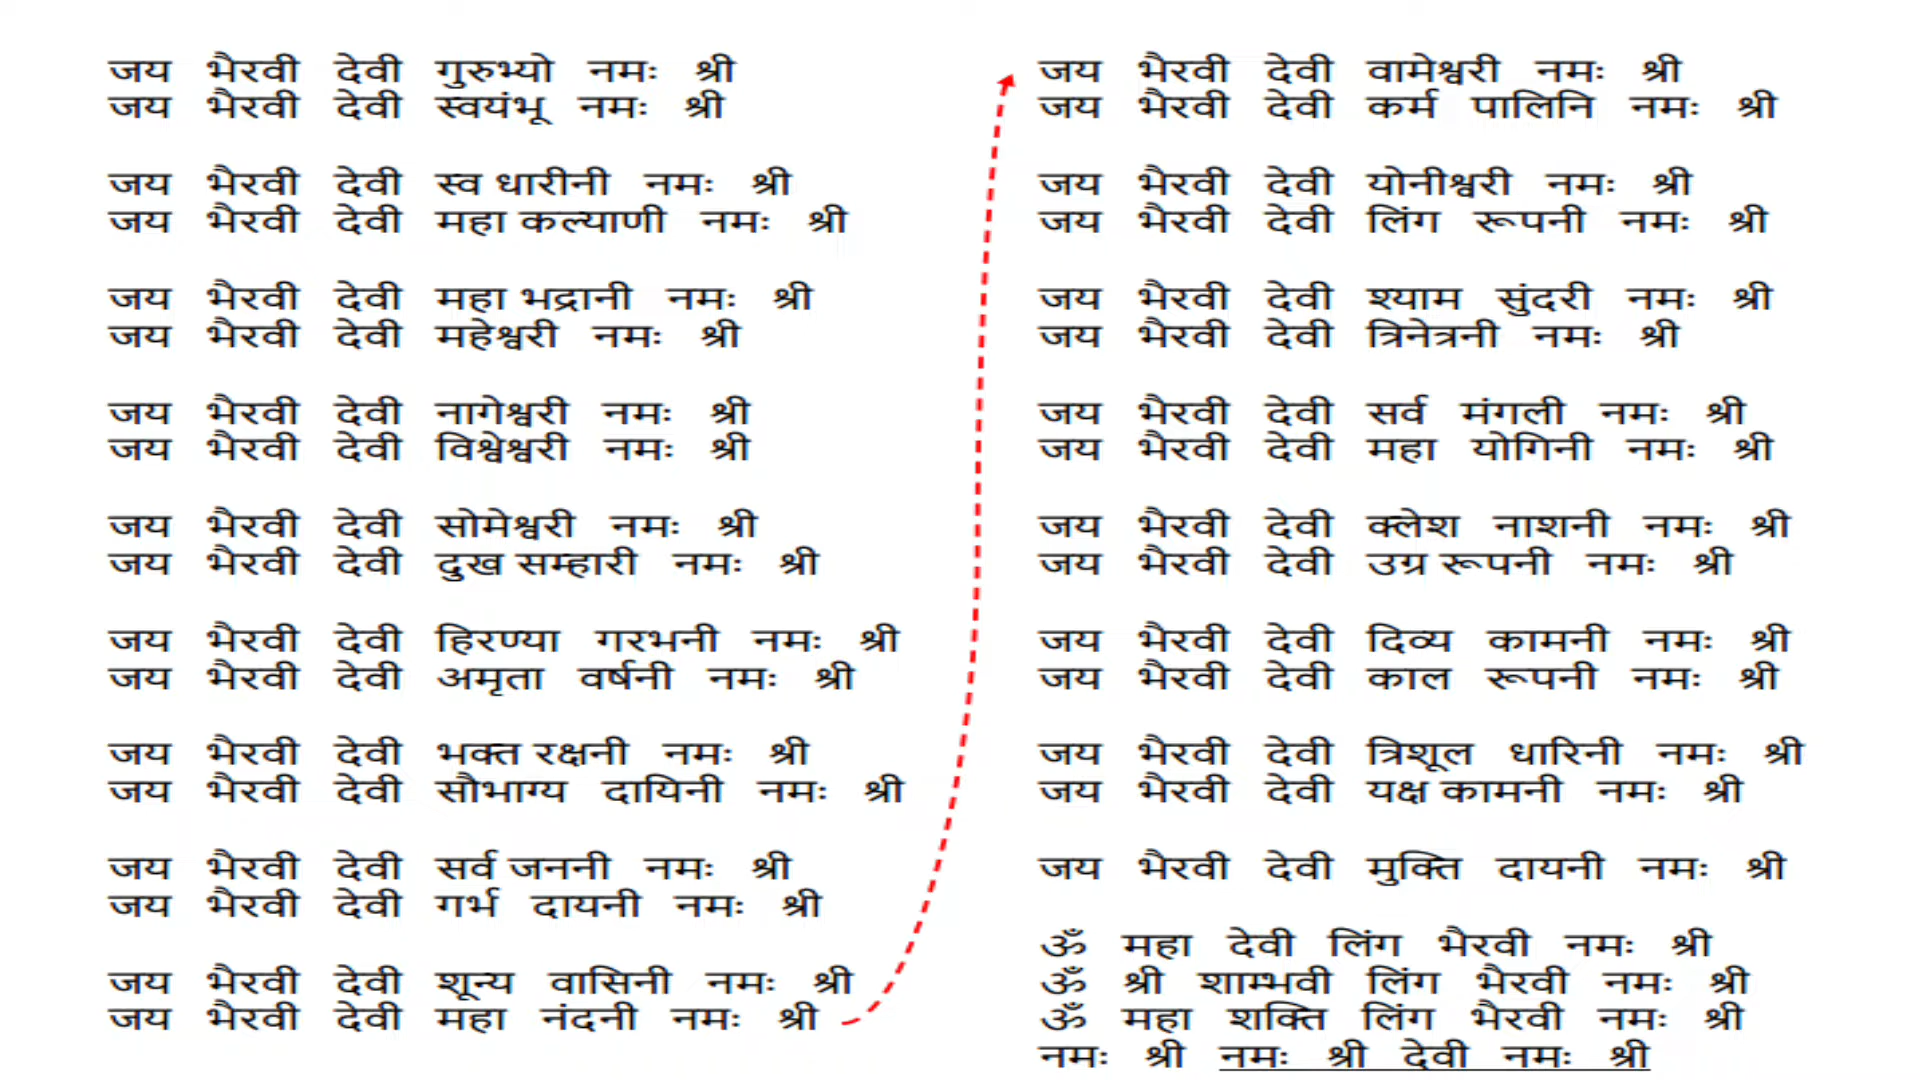 जय भैरवी देवी गुरुभ्यो नमः श्री
जय भैरवी देवी स्वयंभू नमः श्री
जय भैरवी देवी स्व धारीनी नमः श्री
जय भैरवी देवी महा कल्याणी नमः श्री
जय भैरवी देवी महा भद्रानी नमः श्री
जय भैरवी देवी महेश्वरी नमः श्री
जय भैरवी देवी नागेश्वरी नमः श्री
जय भैरवी देवी विश्वेश्वरी नमः श्री
जय भैरवी देवी सोमेश्वरी नमः श्री
जय भैरवी देवी दुख सम्हारी नमः श्री
जय भैरवी देवी हिरण्या गरभनी नमः श्री
जय भैरवी देवी अमृता वर्षनी नमः श्री
जय भैरवी देवी भक्त रक्षनी नमः श्री
जय भैरवी देवी सौभाग्य दायिनी नमः श्री
जय भैरवी देवी सर्व जननी नमः श्री
जय भैरवी देवी गर्भ दायनी नमः श्री
जय भैरवी देवी शून्य वासिनी नमः श्री
जय भैरवी देवी महा नंदनी नमः श्री
जय भैरवी देवी वामेश्वरी नमः श्री
जय भैरवी देवी कर्म पालिनि नमः श्री
जय भैरवी देवी योनीश्वरी नमः श्री
जय भैरवी देवी लिंग रूपनी नमः श्री
जय भैरवी देवी श्याम सुंदरी नमः श्री
जय भैरवी देवी त्रिनेत्रनी नमः श्री
जय भैरवी देवी सर्व मंगली नमः श्री
जय भैरवी देवी महा योगिनी नमः श्री
जय भैरवी देवी क्लेश नाशनी नमः श्री
जय भैरवी देवी उग्र रूपनी नमः श्री
जय भैरवी देवी दिव्य कामनी नमः श्री
जय भैरवी देवी काल रूपनी नमः श्री
जय भैरवी देवी त्रिशूल धारिनी नमः श्री
जय भैरवी देवी यक्ष कामनी नमः श्री
जय भैरवी देवी मुक्ति दायनी नमः श्री
ॐ महा देवी लिंग भैरवी नमः श्री
ॐ श्री शाम्भवी लिंग भैरवी नमः श्री
ॐ महा शक्ति लिंग भैरवी नमः श्री
नमः श्री नमः श्री देवी नमः श्री